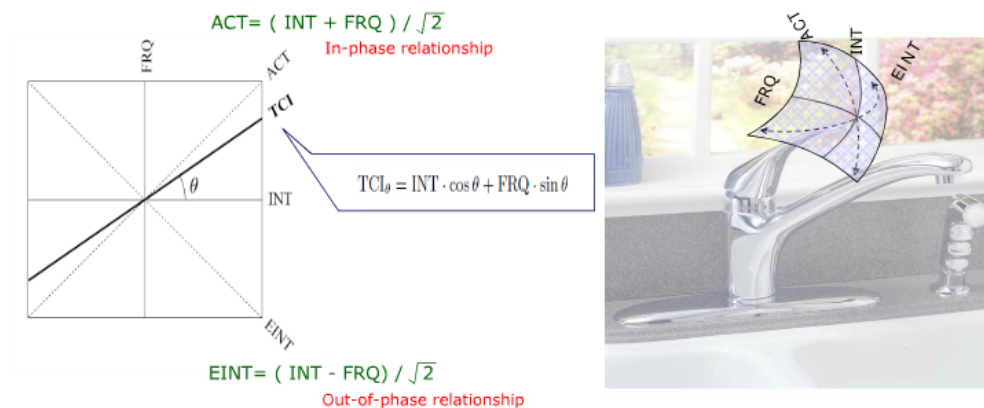 ACT= ( INT + FRQ ) / √2
In-phase relationship
FRQ
ACT
TCI
θ
INT
TCIθ = INT · cos θ + FRQ · sin θ
EINT
EINT= ( INT - FRQ) / √2
Out-of-phase relationship
ACT
INT
EINT
FRQ